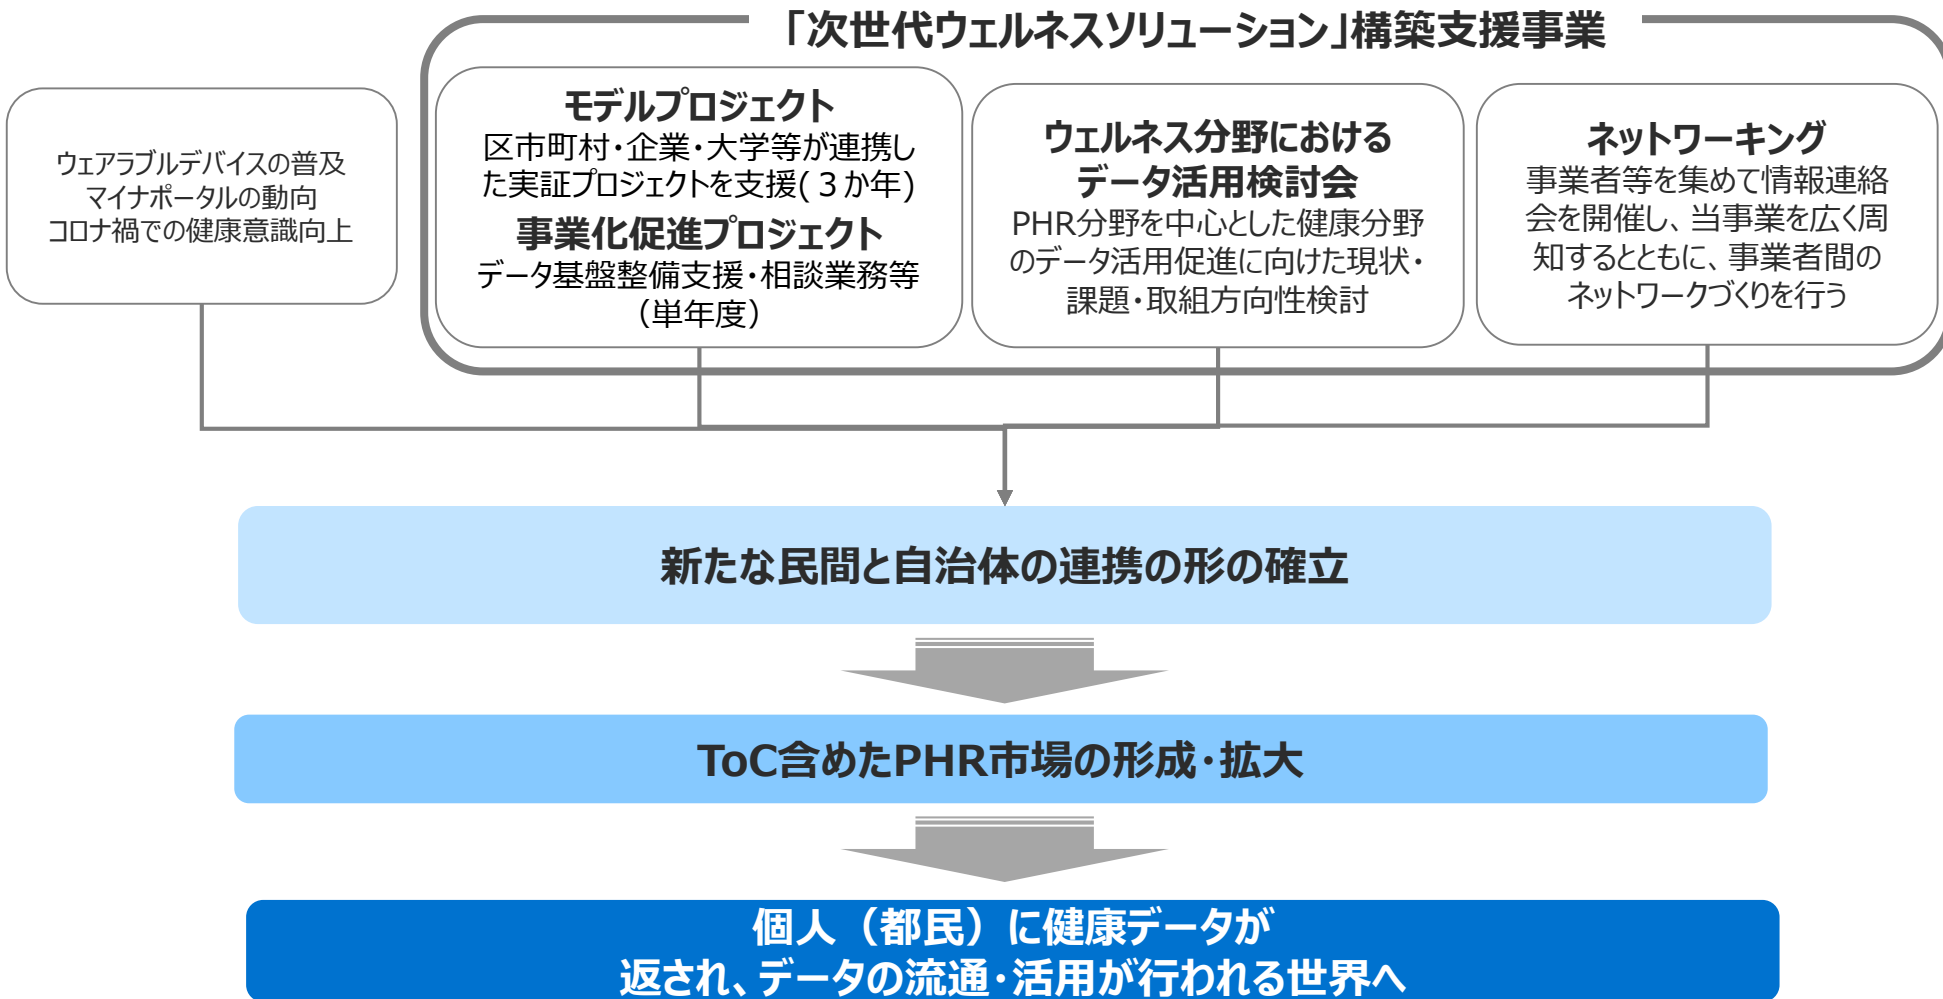 「次世代ウェルネスソリューション」構築支援事業
ウェアラブルデバイスの普及
マイナポータルの動向
コロナ禍での健康意識向上
モデルプロジェクト
区市町村・企業・大学等が連携し
た実証プロジェクトを支援(３か年)
事業化促進プロジェクト
データ基盤整備支援・相談業務等
（単年度）
ウェルネス分野における
データ活用検討会
PHR分野を中心とした健康分野
のデータ活用促進に向けた現状・
課題・取組方向性検討
ネットワーキング
事業者等を集めて情報連絡
会を開催し、当事業を広く周
知するとともに、事業者間の
ネットワークづくりを行う
新たな民間と自治体の連携の形の確立
ToC含めたPHR市場の形成・拡大
個人（都民）に健康データが
返され、データの流通・活用が行われる世界へ